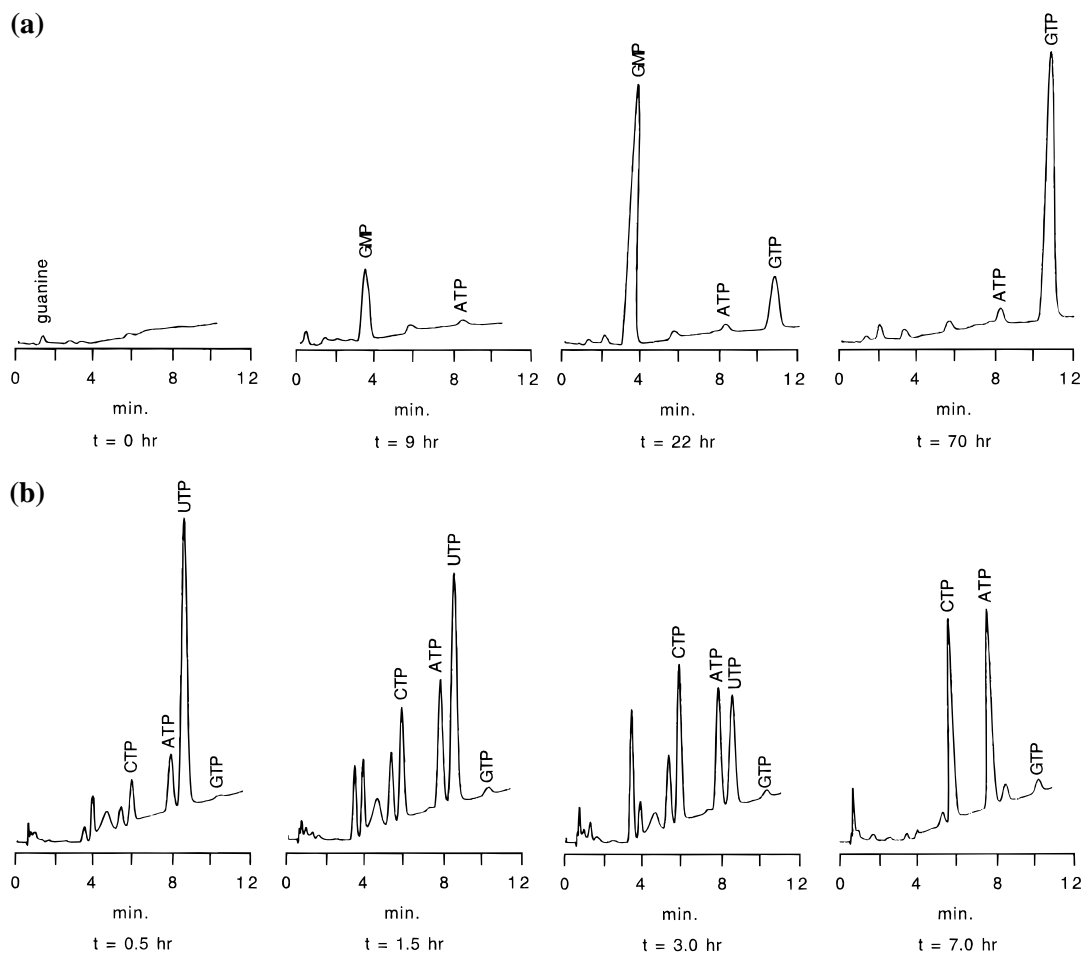 (a)
guanine
0 4 8 12
min.
t = 0 hr
GMP
ATP
0 4 8 12
min.
t = 9 hr
GMP
ATP
GTP
0 4 8 12
min.
t = 22 hr
ATP
GTP
0 4 8 12
min.
t = 70 hr
(b)
CTP
ATP
UTP
GTP
0 4 8 12
min.
t = 0.5 hr
CTP
ATP
UTP
GTP
0 4 8 12
min.
t = 1.5 hr
CTP
ATP
UTP
GTP
0 4 8 12
min.
t = 3.0 hr
CTP
ATP
GTP
0 4 8 12
min.
t = 7.0 hr